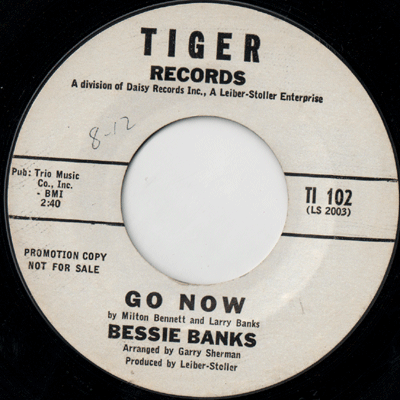 TIGER
RECORDS
A division of Daisy Records Inc., A Leiber-Stoller Enterprise
8-12
Pub: Trio Music
Co., Inc.
- BMI
2:40
TI 102
(LS 2003)
PROMOTION COPY
NOT FOR SALE
GO NOW
by Milton Bennett and Larry Banks
BESSIE BANKS
Arranged by Garry Sherman
Produced by Leiber-Stoller